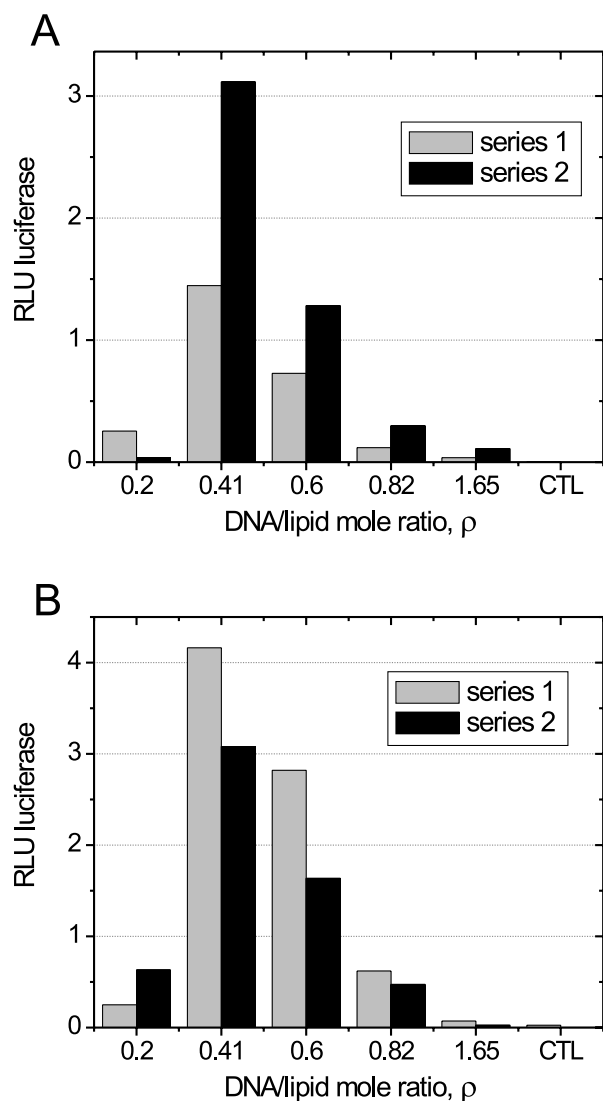 A
RLU luciferase
3
2
1
0
series 1
series 2
0.2 0.41 0.6 0.82 1.65 CTL
DNA/lipid mole ratio, ρ
B
RLU luciferase
4
3
2
1
0
series 1
series 2
0.2 0.41 0.6 0.82 1.65 CTL
DNA/lipid mole ratio, ρ